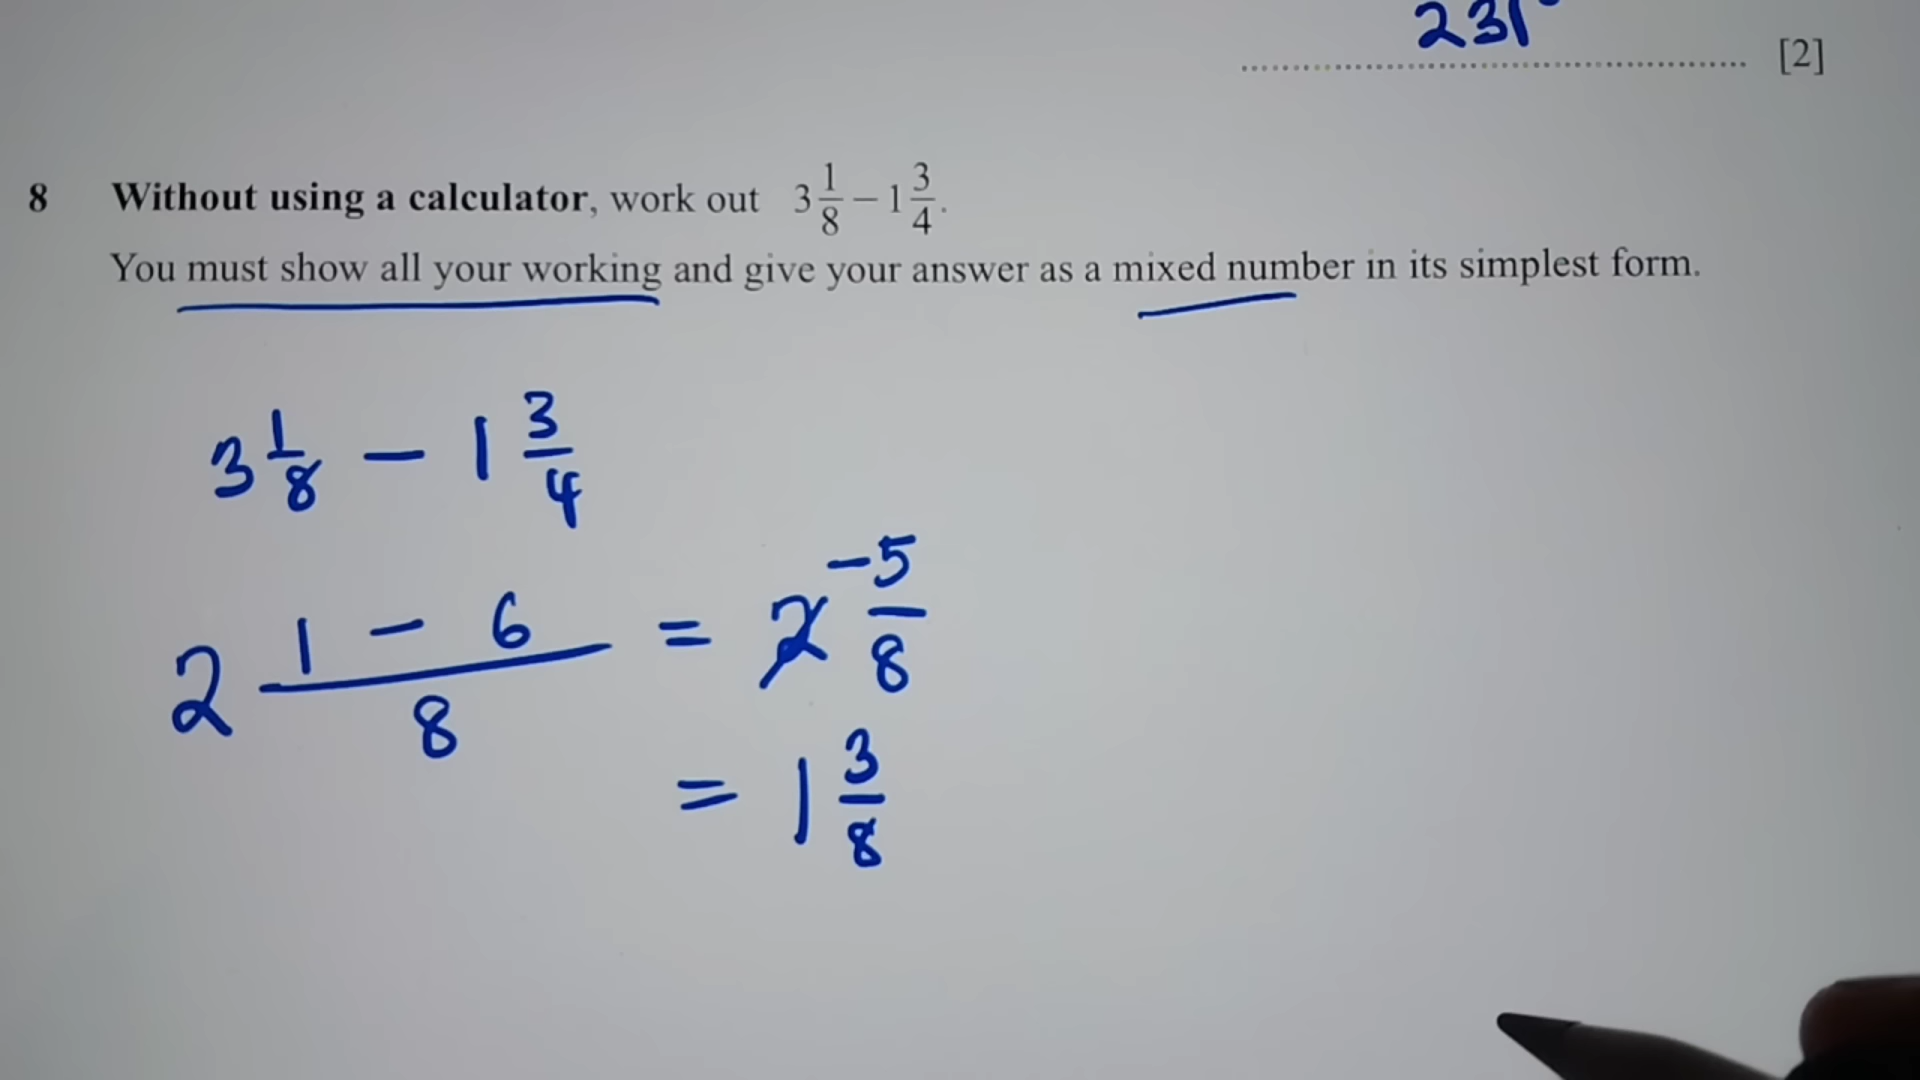 231°
[2]
8 Without using a calculator, work out 3 1/8 − 1 3/4.
You must show all your working and give your answer as a mixed number in its simplest form.
3 1/8 − 1 3/4
2 (1 − 6)/8 = 2 −5/8
= 1 3/8